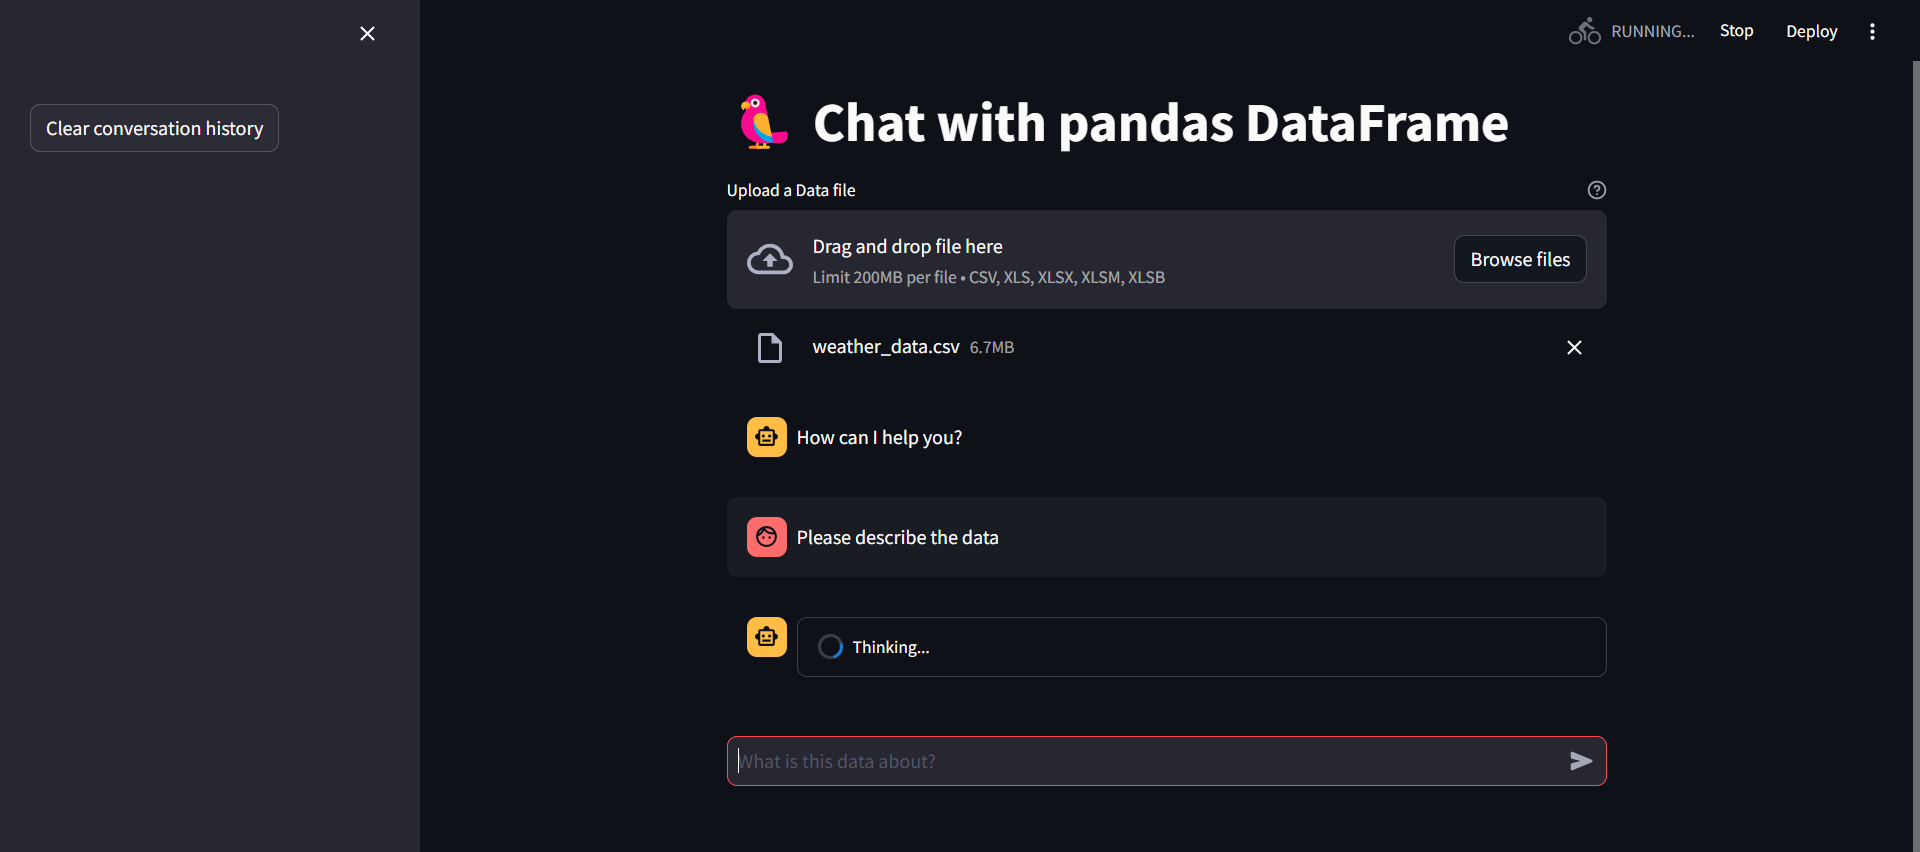 RUNNING...
Stop
Deploy
Clear conversation history
Chat with pandas DataFrame
Upload a Data file
Drag and drop file here
Limit 200MB per file • CSV, XLS, XLSX, XLSM, XLSB
Browse files
weather_data.csv 6.7MB
How can I help you?
Please describe the data
Thinking...
What is this data about?